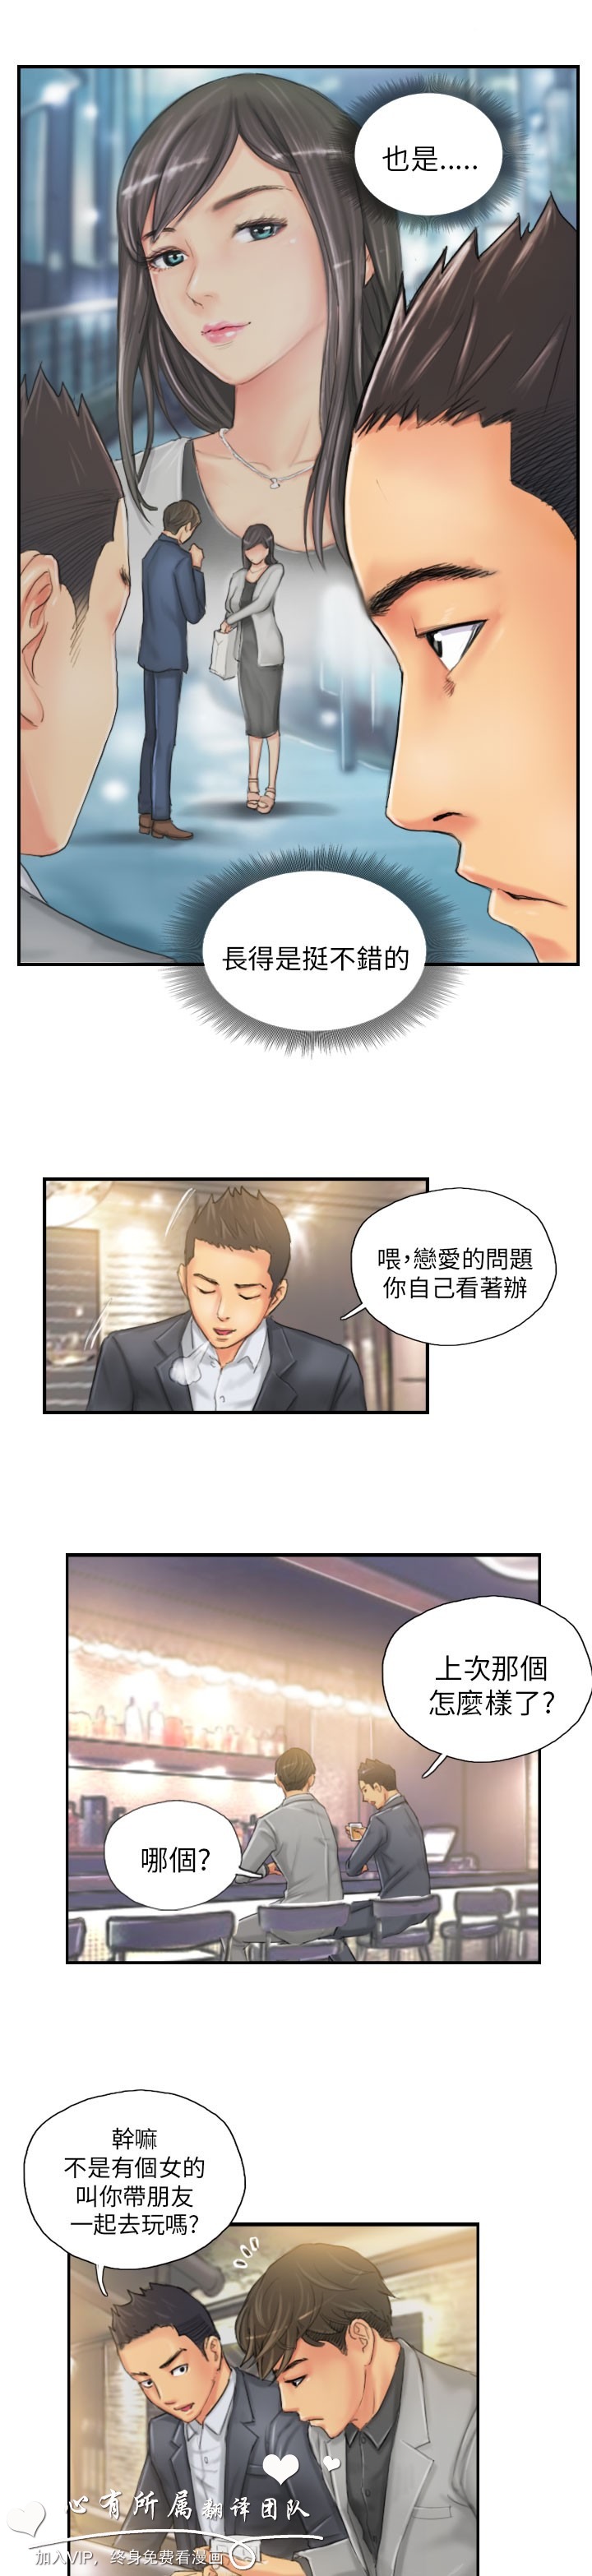 也是.....
長得是挺不錯的
喂，戀愛的問題
你自己看著辦
上次那個
怎麼樣了?
哪個?
幹嘛
不是有個女的
叫你帶朋友
一起去玩嗎?
心有所属翻译团队
加入VIP，终身免费看漫画